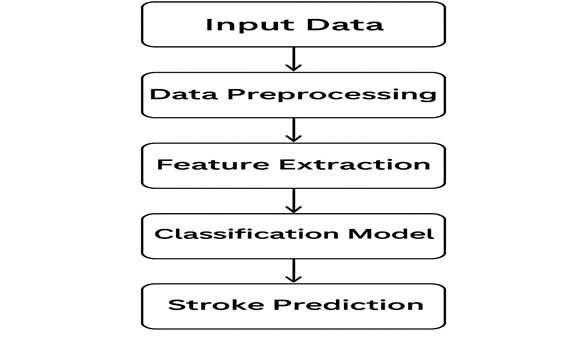 Input Data
Data Preprocessing
Feature Extraction
Classification Model
Stroke Prediction